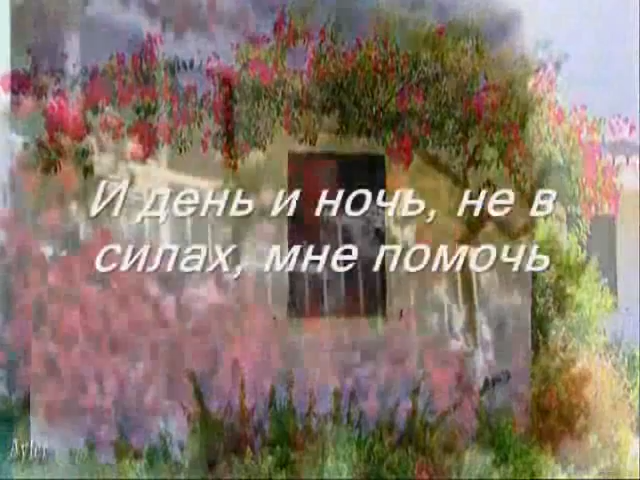 Й день и ночь, не в
силах, мне помочь